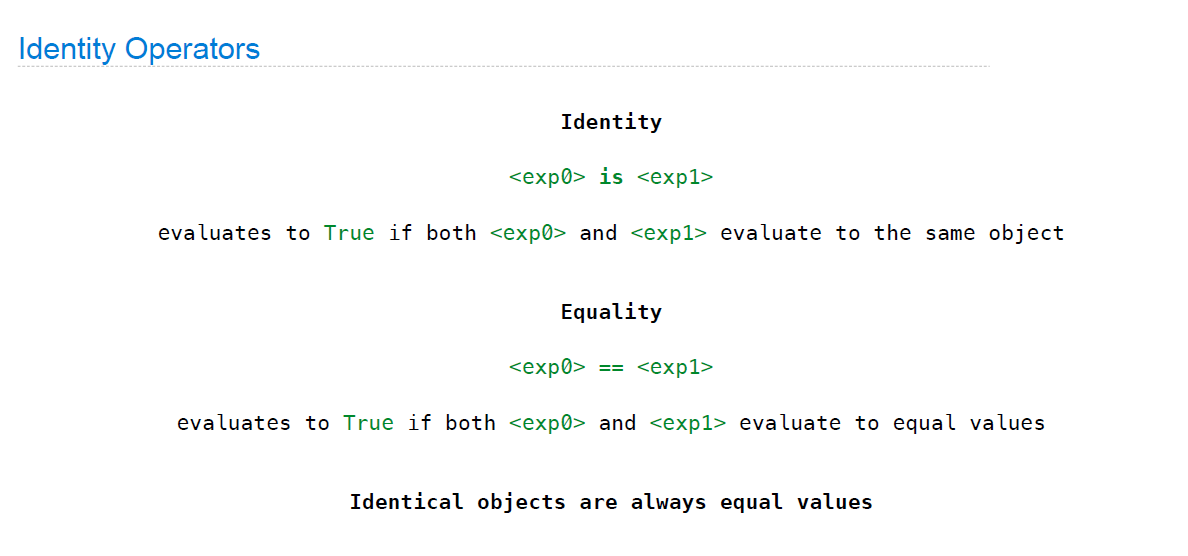 Identity Operators
Identity
<exp0> is <exp1>
evaluates to True if both <exp0> and <exp1> evaluate to the same object
Equality
<exp0> == <exp1>
evaluates to True if both <exp0> and <exp1> evaluate to equal values
Identical objects are always equal values